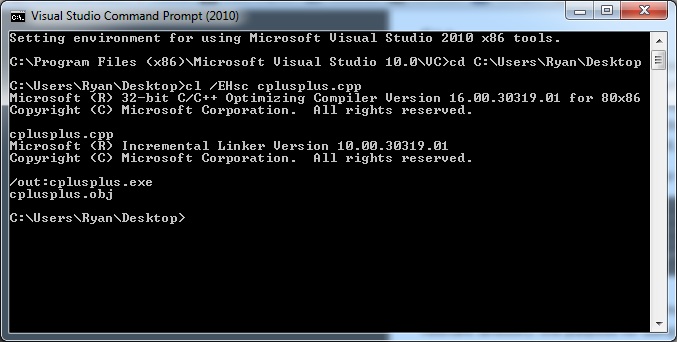 Visual Studio Command Prompt (2010)
Setting environment for using Microsoft Visual Studio 2010 x86 tools.
C:\Program Files (x86)\Microsoft Visual Studio 10.0\VC>cd C:\Users\Ryan\Desktop
C:\Users\Ryan\Desktop>cl /EHsc cplusplus.cpp
Microsoft (R) 32-bit C/C++ Optimizing Compiler Version 16.00.30319.01 for 80x86
Copyright (C) Microsoft Corporation.  All rights reserved.
cplusplus.cpp
Microsoft (R) Incremental Linker Version 10.00.30319.01
Copyright (C) Microsoft Corporation.  All rights reserved.
/out:cplusplus.exe
cplusplus.obj
C:\Users\Ryan\Desktop>